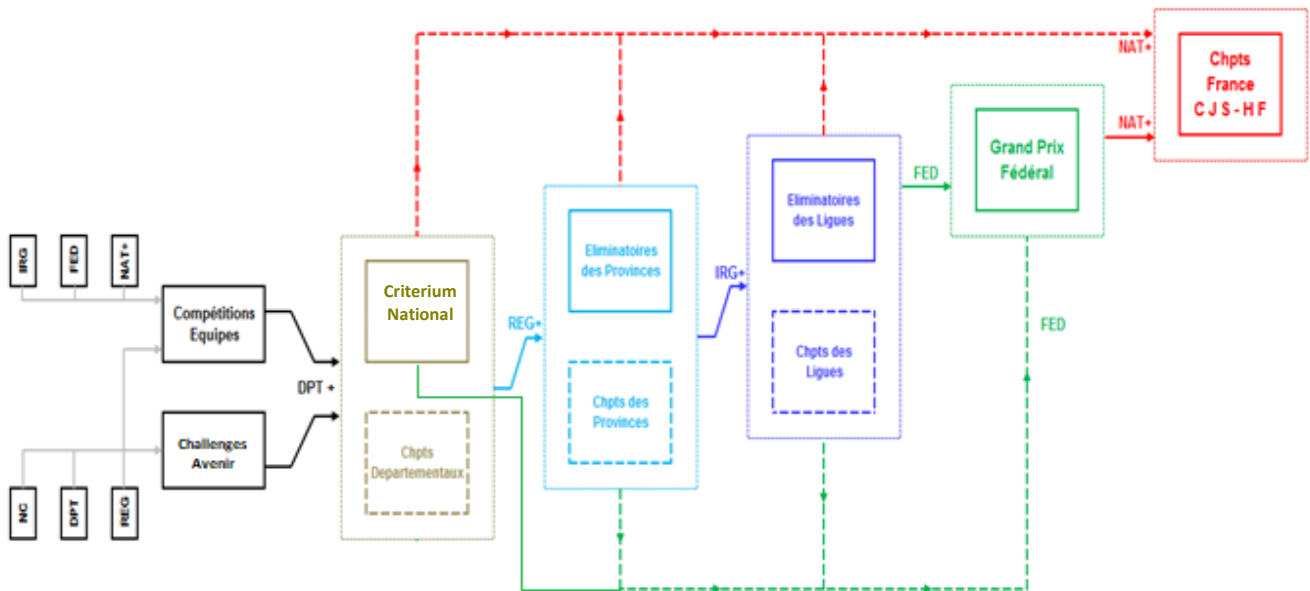 NAT+
Chpts
France
C J S - H F
NAT+
Grand Prix
Fédéral
FED
Eliminatoires
des Ligues
Chpts des
Ligues
IRG+
Eliminatoires
des Provinces
Chpts des
Provinces
REG+
Criterium
National
Chpts
Departementaux
DPT +
IRG
FED
NAT+
Compétitions
Equipes
Challenges
Avenir
NC
DPT
REG
FED